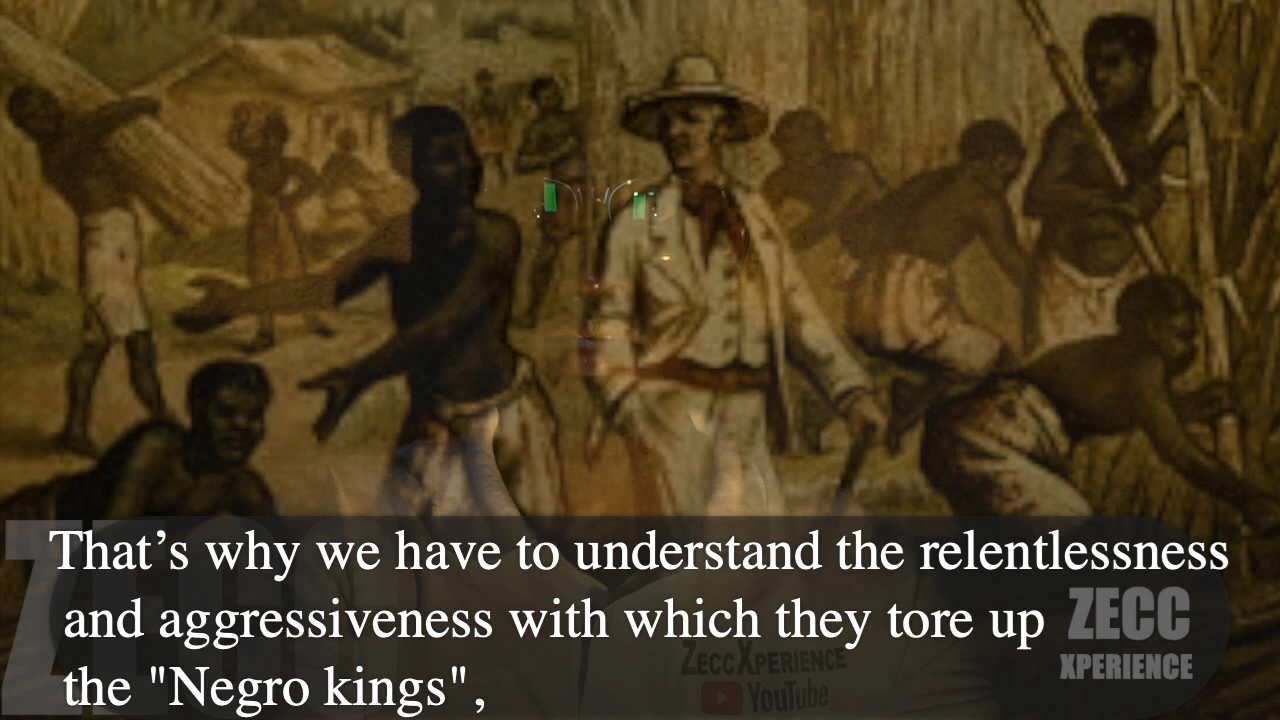 That’s why we have to understand the relentlessness
and aggressiveness with which they tore up
the "Negro kings",
ZECC
XPERIENCE
ZECCXPERIENCE
YouTube